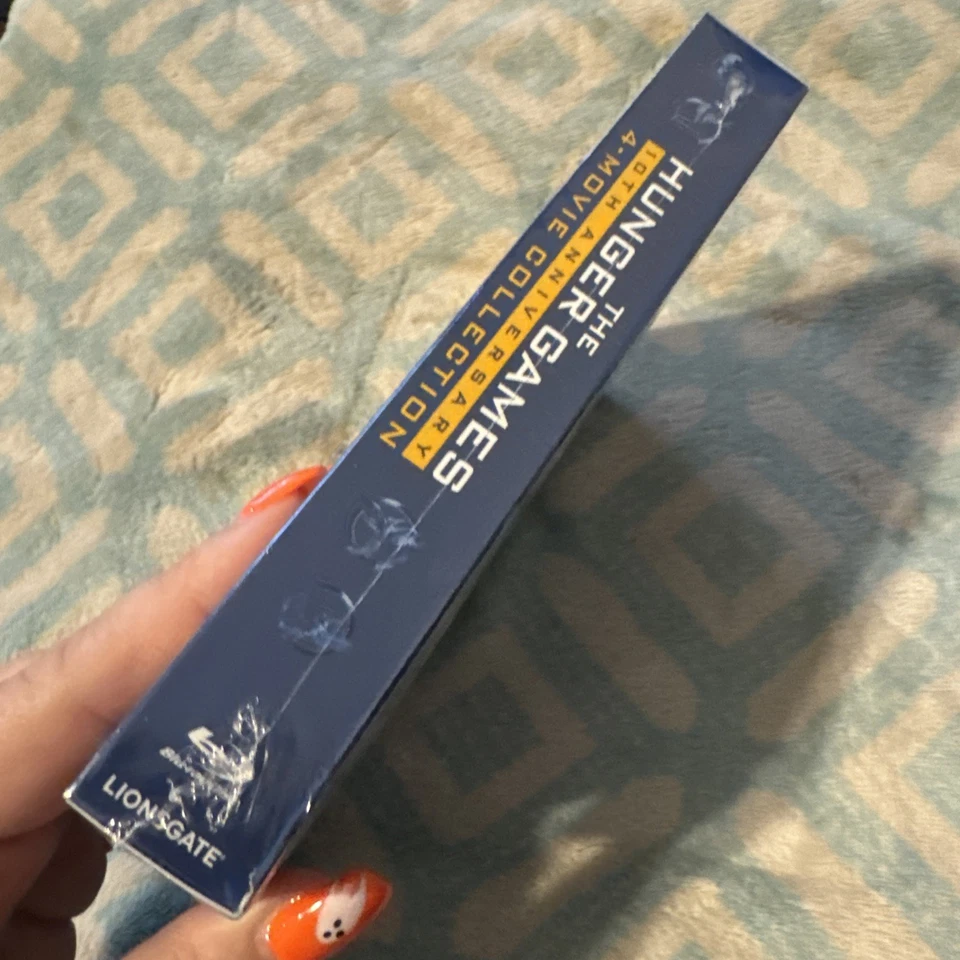 THE
HUNGER GAMES
10TH ANNIVERSARY
4-MOVIE COLLECTION
LIONSGATE